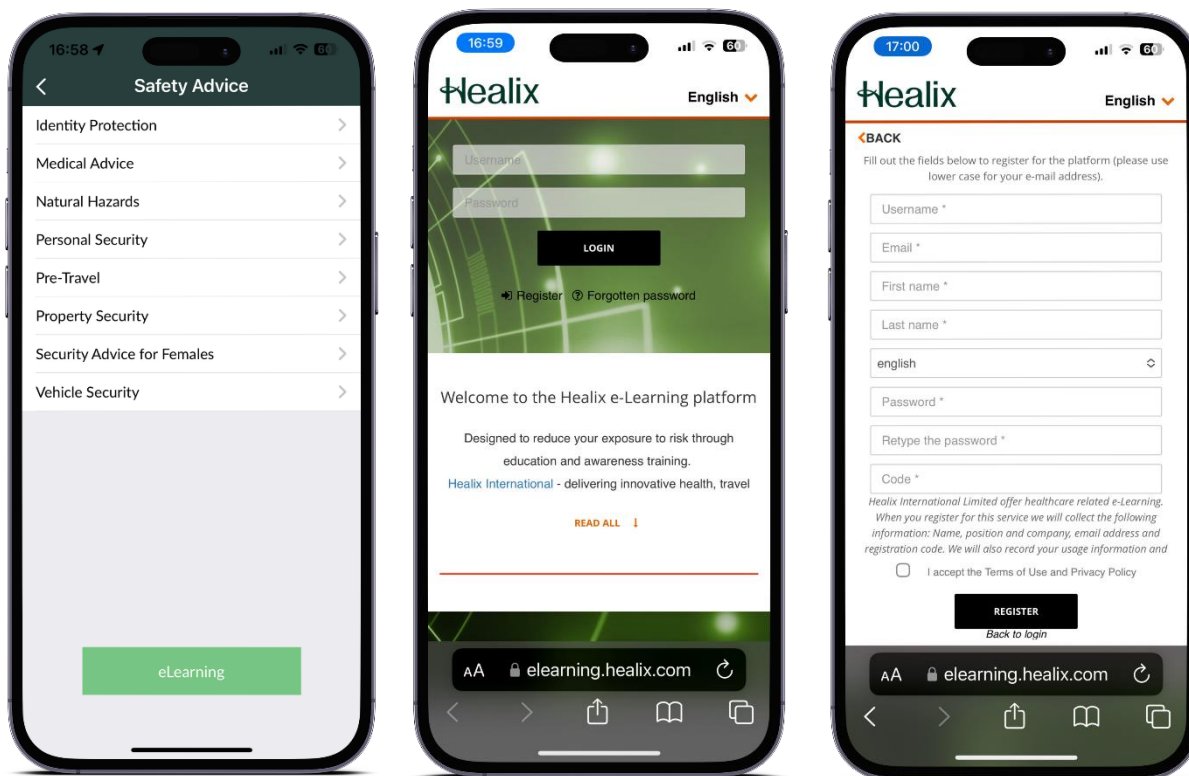 16:58
60
Safety Advice
Identity Protection
Medical Advice
Natural Hazards
Personal Security
Pre-Travel
Property Security
Security Advice for Females
Vehicle Security
eLearning
16:59
60
Healix
English
Username
Password
LOGIN
Register Forgotten password
Welcome to the Healix e-Learning platform
Designed to reduce your exposure to risk through
education and awareness training.
Healix International - delivering innovative health, travel
READ ALL
AA elearning.healix.com
17:00
60
Healix
English
BACK
Fill out the fields below to register for the platform (please use
lower case for your e-mail address).
Username *
Email *
First name *
Last name *
english
Password *
Retype the password *
Code *
Healix International Limited offer healthcare related e-Learning.
When you register for this service we will collect the following
information: Name, position and company, email address and
registration code. We will also record your usage information and
I accept the Terms of Use and Privacy Policy
REGISTER
Back to login
AA elearning.healix.com